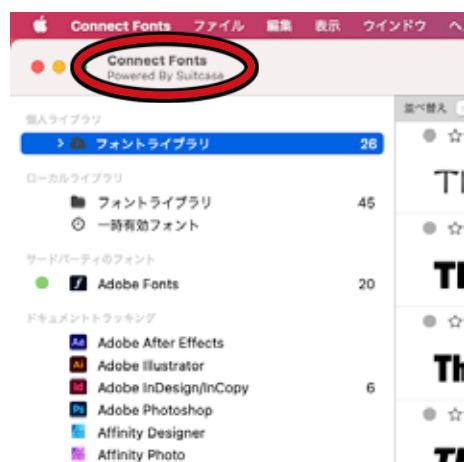 Connect Fonts ファイル 編集 表示 ウインドウ ヘ
Connect Fonts
Powered By Suitcase
並べ替え
個人ライブラリ
フォントライブラリ 26
ローカルライブラリ
フォントライブラリ 45
一時有効フォント
サードパーティのフォント
Adobe Fonts 20
ドキュメントトラッキング
Ae Adobe After Effects
Ai Adobe Illustrator
Id Adobe InDesign/InCopy 6
Ps Adobe Photoshop
Affinity Designer
Affinity Photo
Th